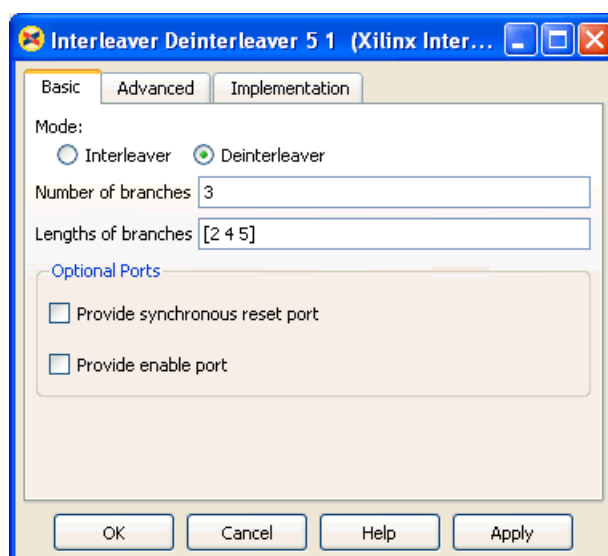 Interleaver Deinterleaver 5 1 (Xilinx Inter...
Basic Advanced Implementation
Mode:
Interleaver Deinterleaver
Number of branches 3
Lengths of branches [2 4 5]
Optional Ports
Provide synchronous reset port
Provide enable port
OK Cancel Help Apply